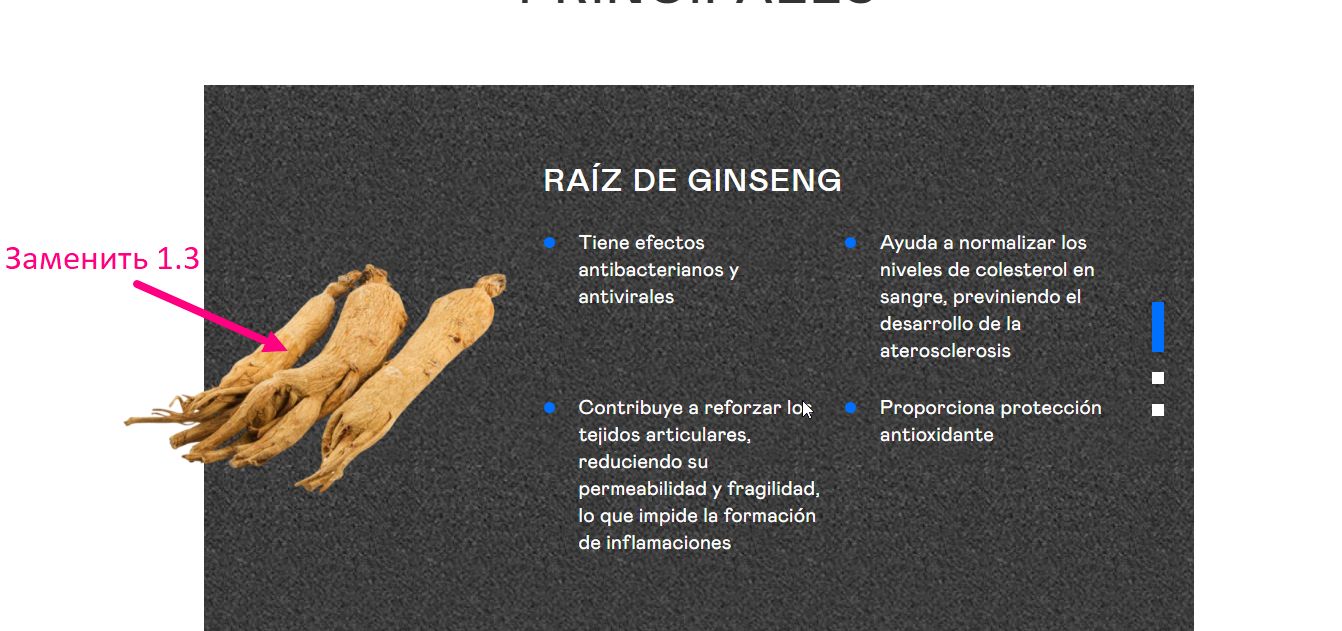 PRINCIPALES
RAÍZ DE GINSENG
Заменить 1.3
Tiene efectos
antibacterianos y
antivirales
Ayuda a normalizar los
niveles de colesterol en
sangre, previniendo el
desarrollo de la
aterosclerosis
Contribuye a reforzar los
tejidos articulares,
reduciendo su
permeabilidad y fragilidad,
lo que impide la formación
de inflamaciones
Proporciona protección
antioxidante